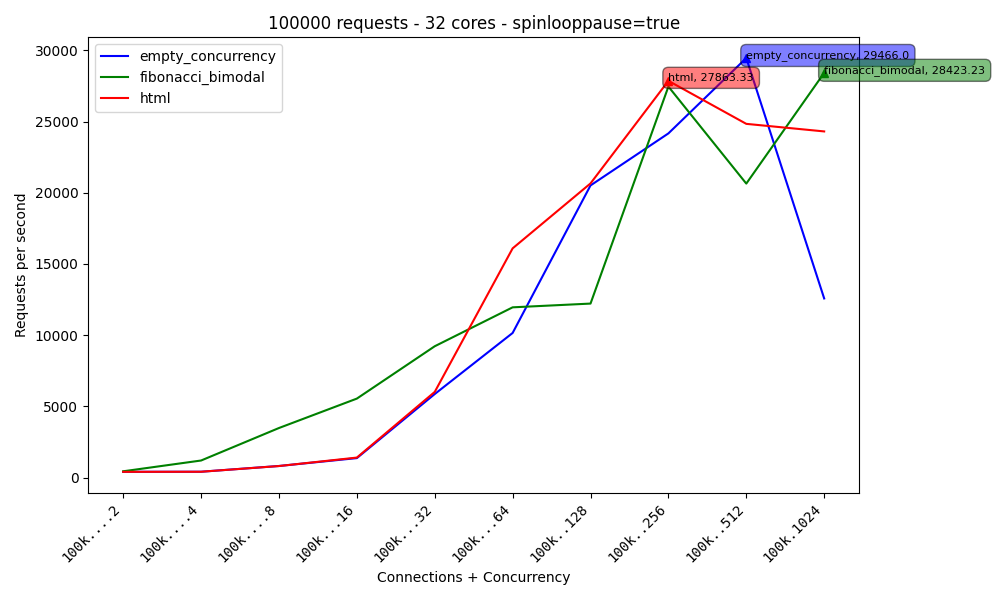 100000 requests - 32 cores - spinlooppause=true
empty_concurrency
fibonacci_bimodal
html
empty_concurrency, 29466.0
fibonacci_bimodal, 28423.23
html, 27863.33
Requests per second
30000
25000
20000
15000
10000
5000
0
100k....2
100k....4
100k....8
100k...16
100k...32
100k...64
100k..128
100k..256
100k..512
100k.1024
Connections + Concurrency